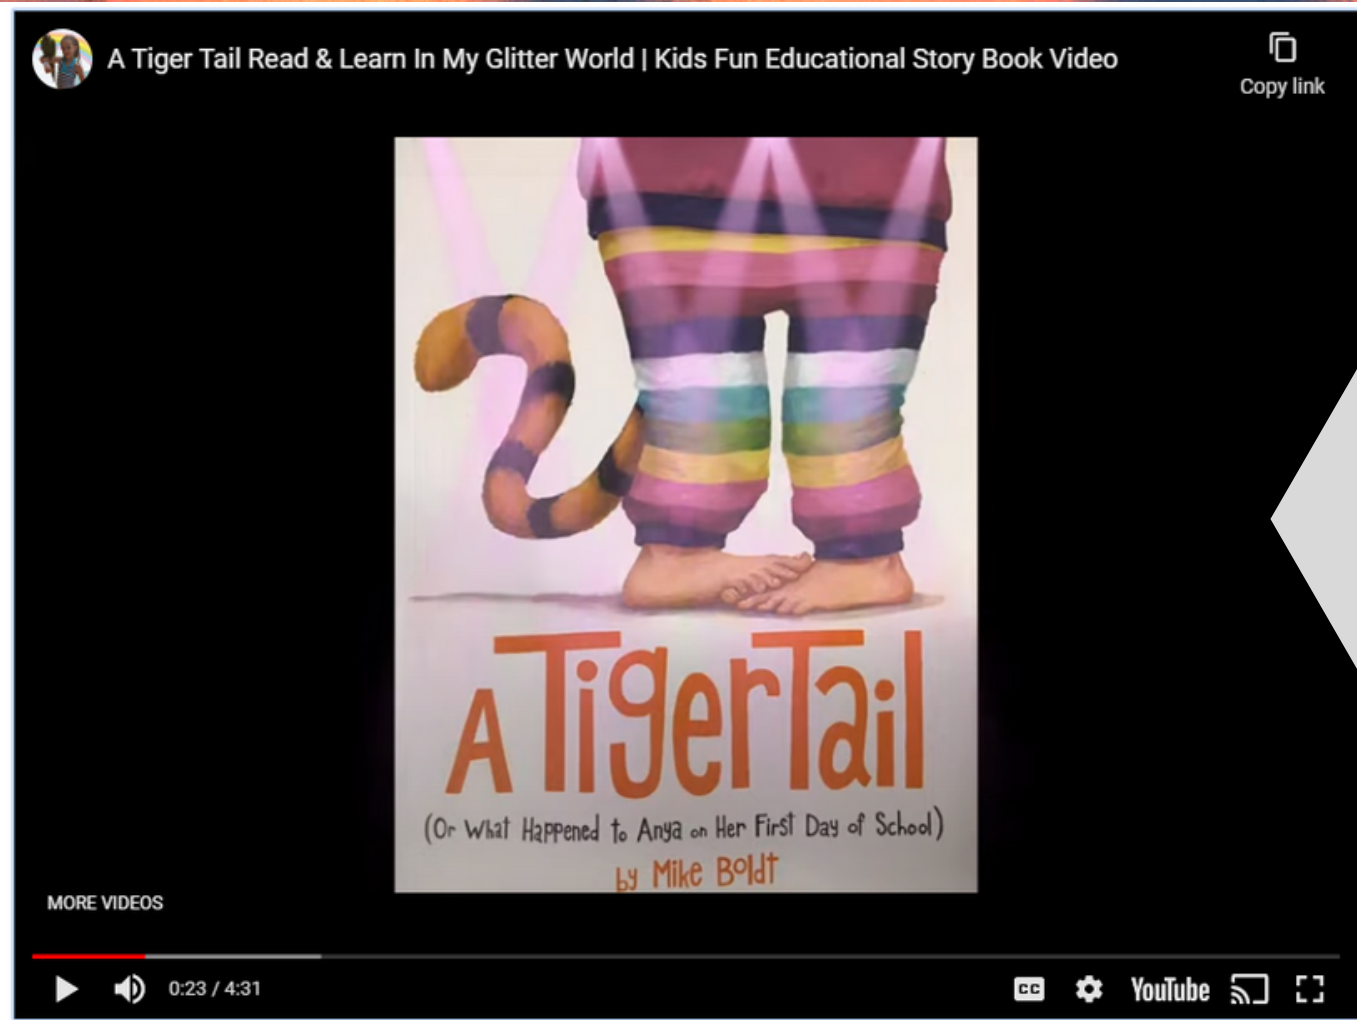 A Tiger Tail Read & Learn In My Glitter World | Kids Fun Educational Story Book Video
Copy link
A Tiger Tail
(Or What Happened to Anya on Her First Day of School)
by Mike Boldt
MORE VIDEOS
0:23 / 4:31
CC
YouTube